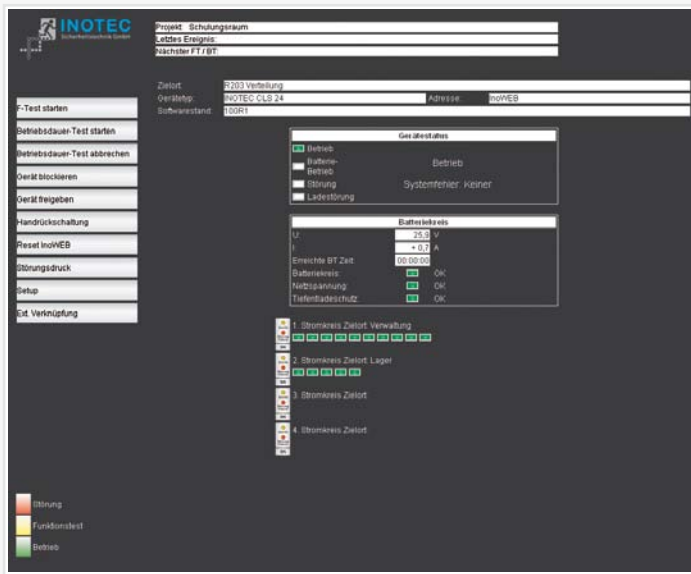 INOTEC
Sicherheitstechnik GmbH
Projekt: Schulungsraum
Letztes Ereignis:
Nächster FT / BT:
Zielort: R203 Verteilung
Gerätetyp: INOTEC CLS 24 Adresse: InoWEB
Softwarestand: 100R1
F-Test starten
Betriebsdauer-Test starten
Betriebsdauer-Test abbrechen
Gerät blockieren
Gerät freigeben
Handrückschaltung
Reset InoWEB
Störungsdruck
Setup
Ext. Verknüpfung
Gerätestatus
Betrieb
Batterie-
Betrieb
Betrieb
Störung
Systemfehler: Keiner
Ladestörung
Batteriekreis
U: 25,9 V
I: + 0,7 A
Erreichte BT Zeit: 00:00:00
Batteriekreis: OK
Netzspannung: OK
Tiefentladeschutz: OK
1. Stromkreis Zielort: Verwaltung
2. Stromkreis Zielort: Lager
3. Stromkreis Zielort:
4. Stromkreis Zielort:
Störung
Funktionstest
Betrieb